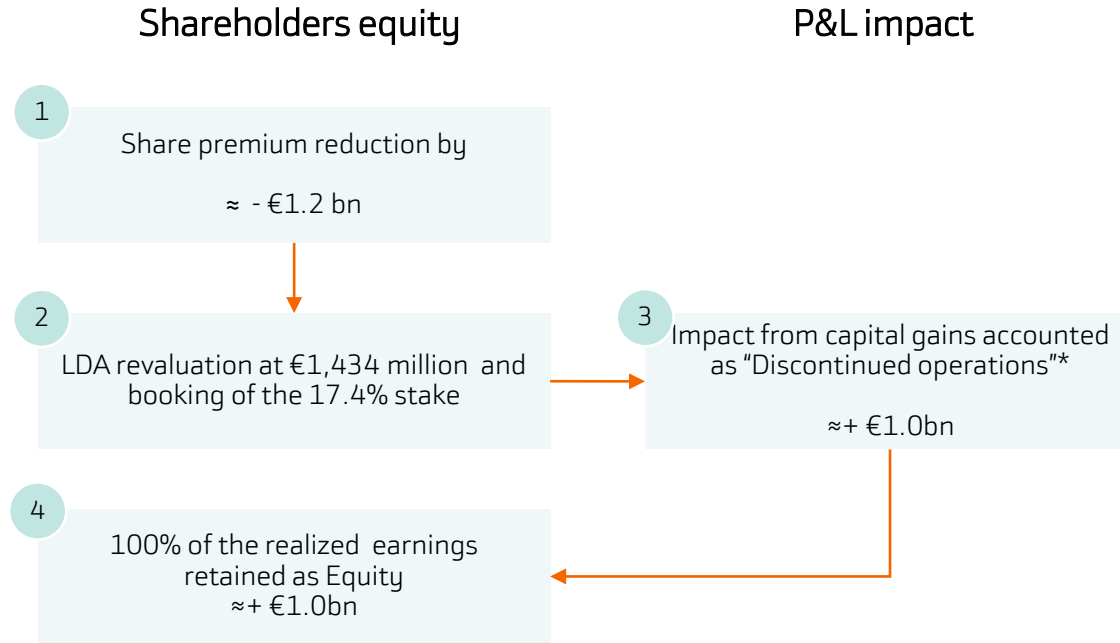 Shareholders equity
P&L impact
1
Share premium reduction by
≈ - €1.2 bn
2
LDA revaluation at €1,434 million and
booking of the 17.4% stake
3
Impact from capital gains accounted
as “Discontinued operations”*
≈+ €1.0bn
4
100% of the realized earnings
retained as Equity
≈+ €1.0bn